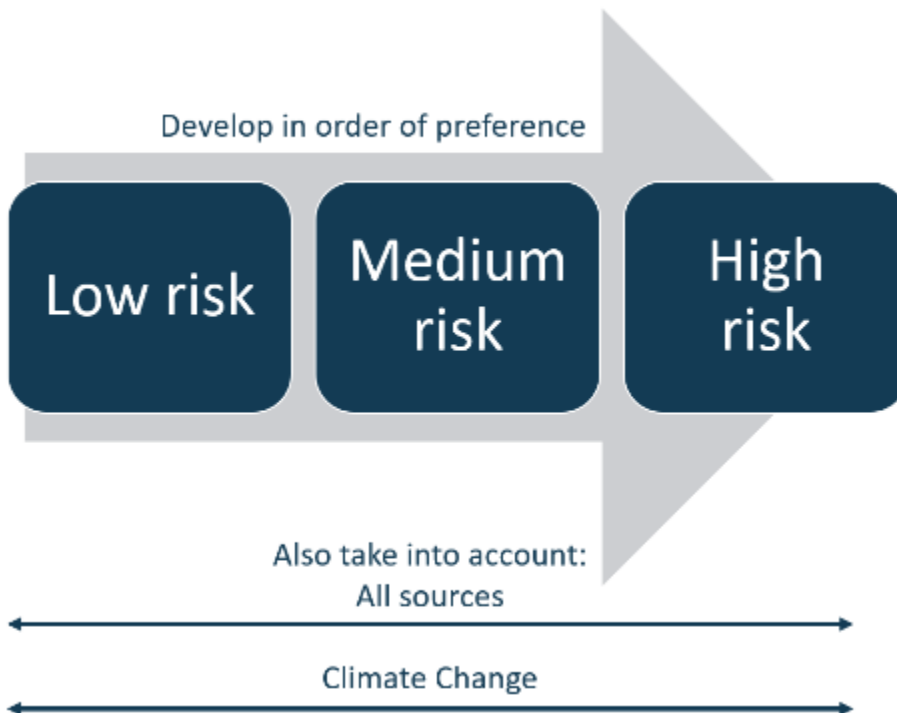 Develop in order of preference
Low risk
Medium
risk
High
risk
Also take into account:
All sources
Climate Change